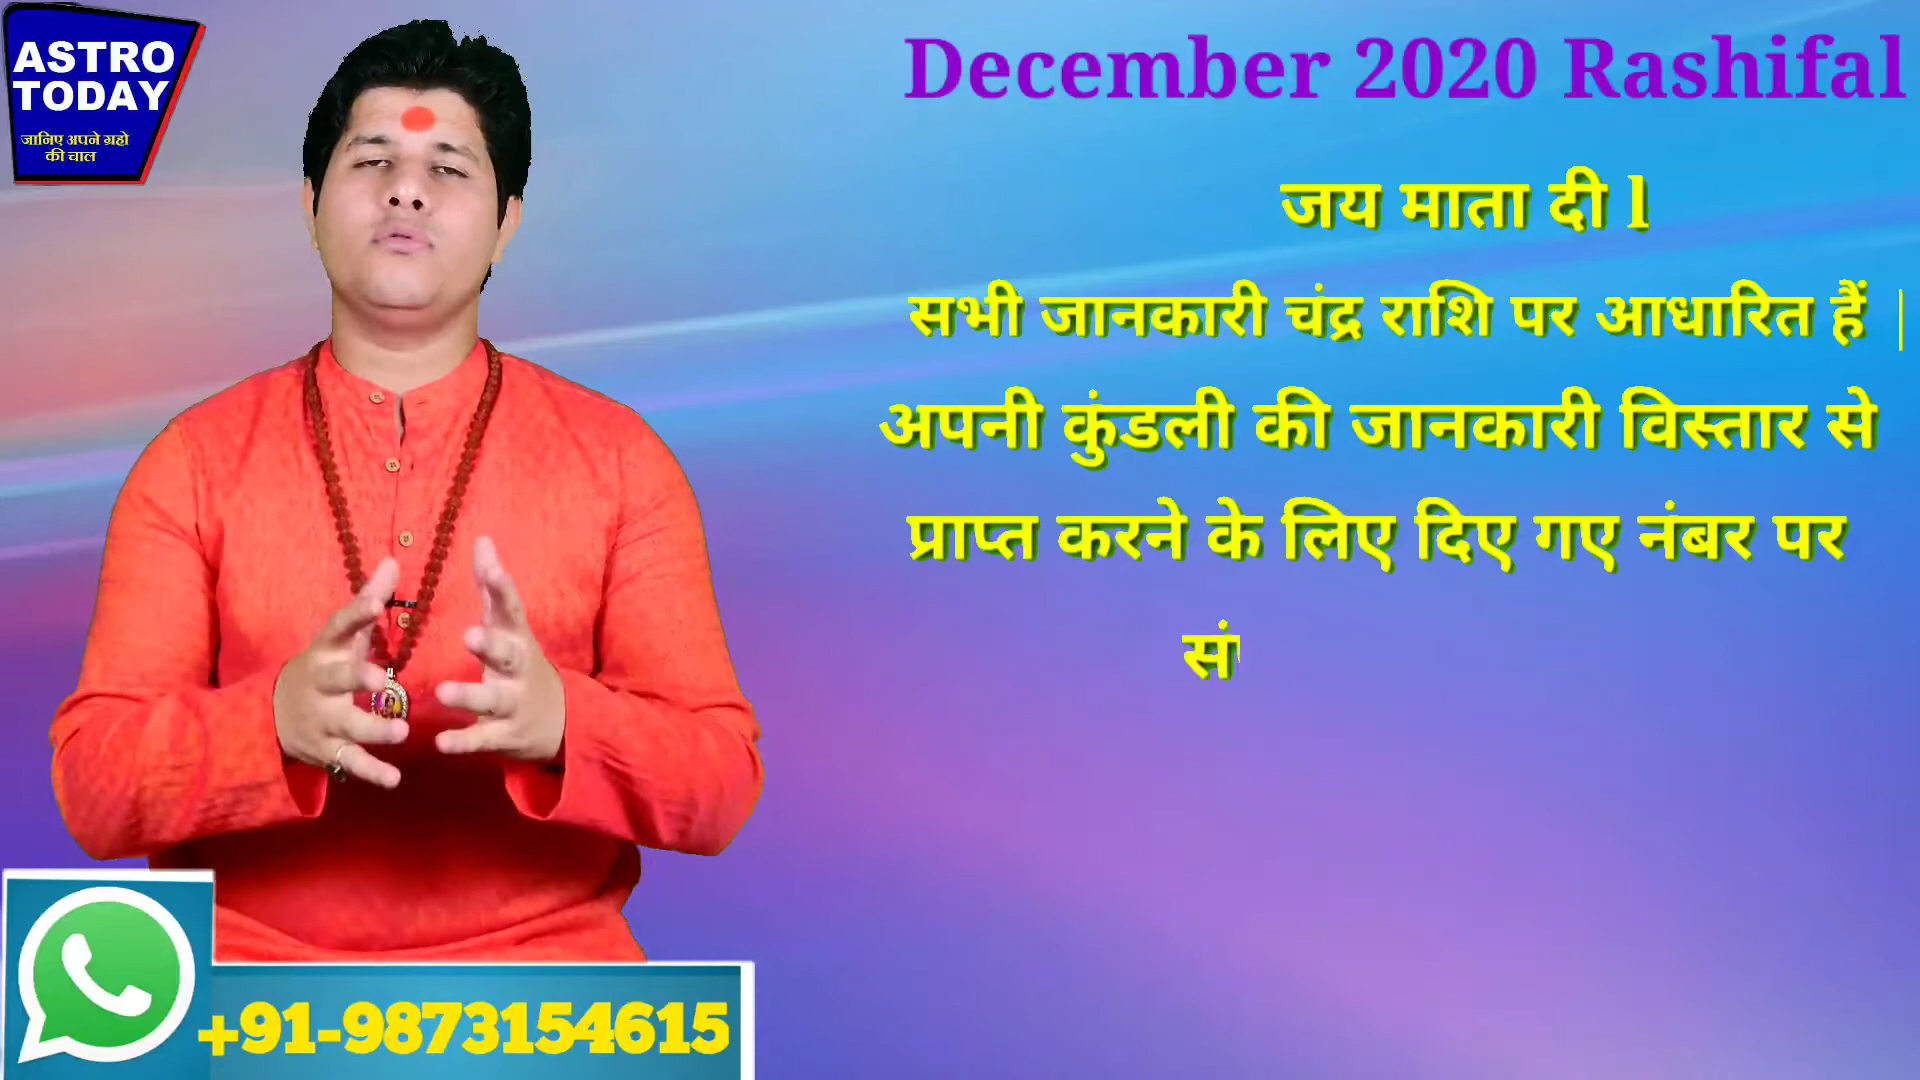 ASTRO
TODAY
जानिए अपने ग्रहो
की चाल
December 2020 Rashifal
जय माता दी l
सभी जानकारी चंद्र राशि पर आधारित हैं |
अपनी कुंडली की जानकारी विस्तार से
प्राप्त करने के लिए दिए गए नंबर पर
+91-9873154615